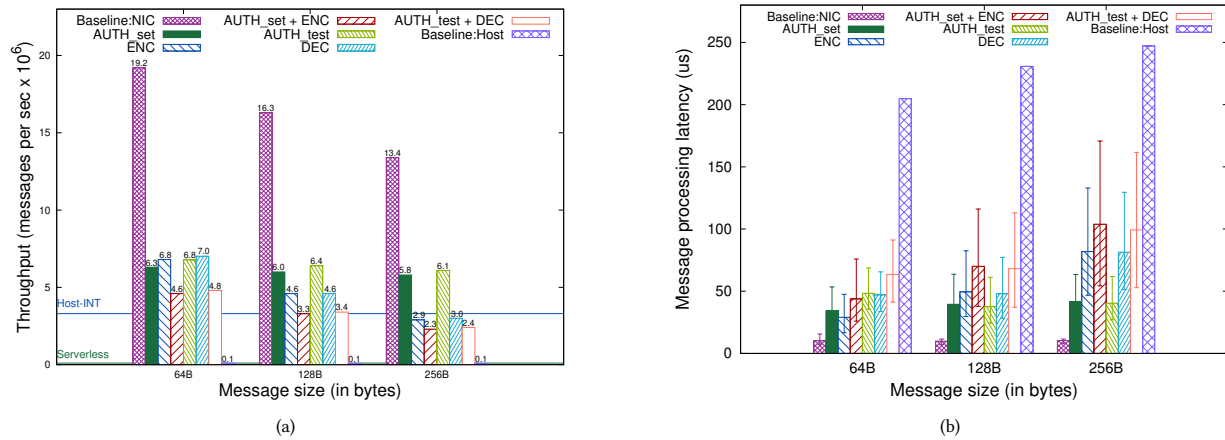 Baseline:NIC
AUTH_set
ENC
AUTH_set + ENC
AUTH_test
DEC
AUTH_test + DEC
Baseline:Host
Throughput (messages per sec x 10^6)
20
15
10
5
0
19.2
6.3
6.8
4.6
6.8
7.0
4.8
0.1
16.3
6.0
4.6
3.3
6.4
4.6
3.4
0.1
13.4
5.8
2.9
2.3
6.1
3.0
2.4
0.1
Host-INT
Serverless
64B
128B
256B
Message size (in bytes)
(a)
Baseline:NIC
AUTH_set
ENC
AUTH_set + ENC
AUTH_test
DEC
AUTH_test + DEC
Baseline:Host
Message processing latency (us)
250
200
150
100
50
0
64B
128B
256B
Message size (in bytes)
(b)